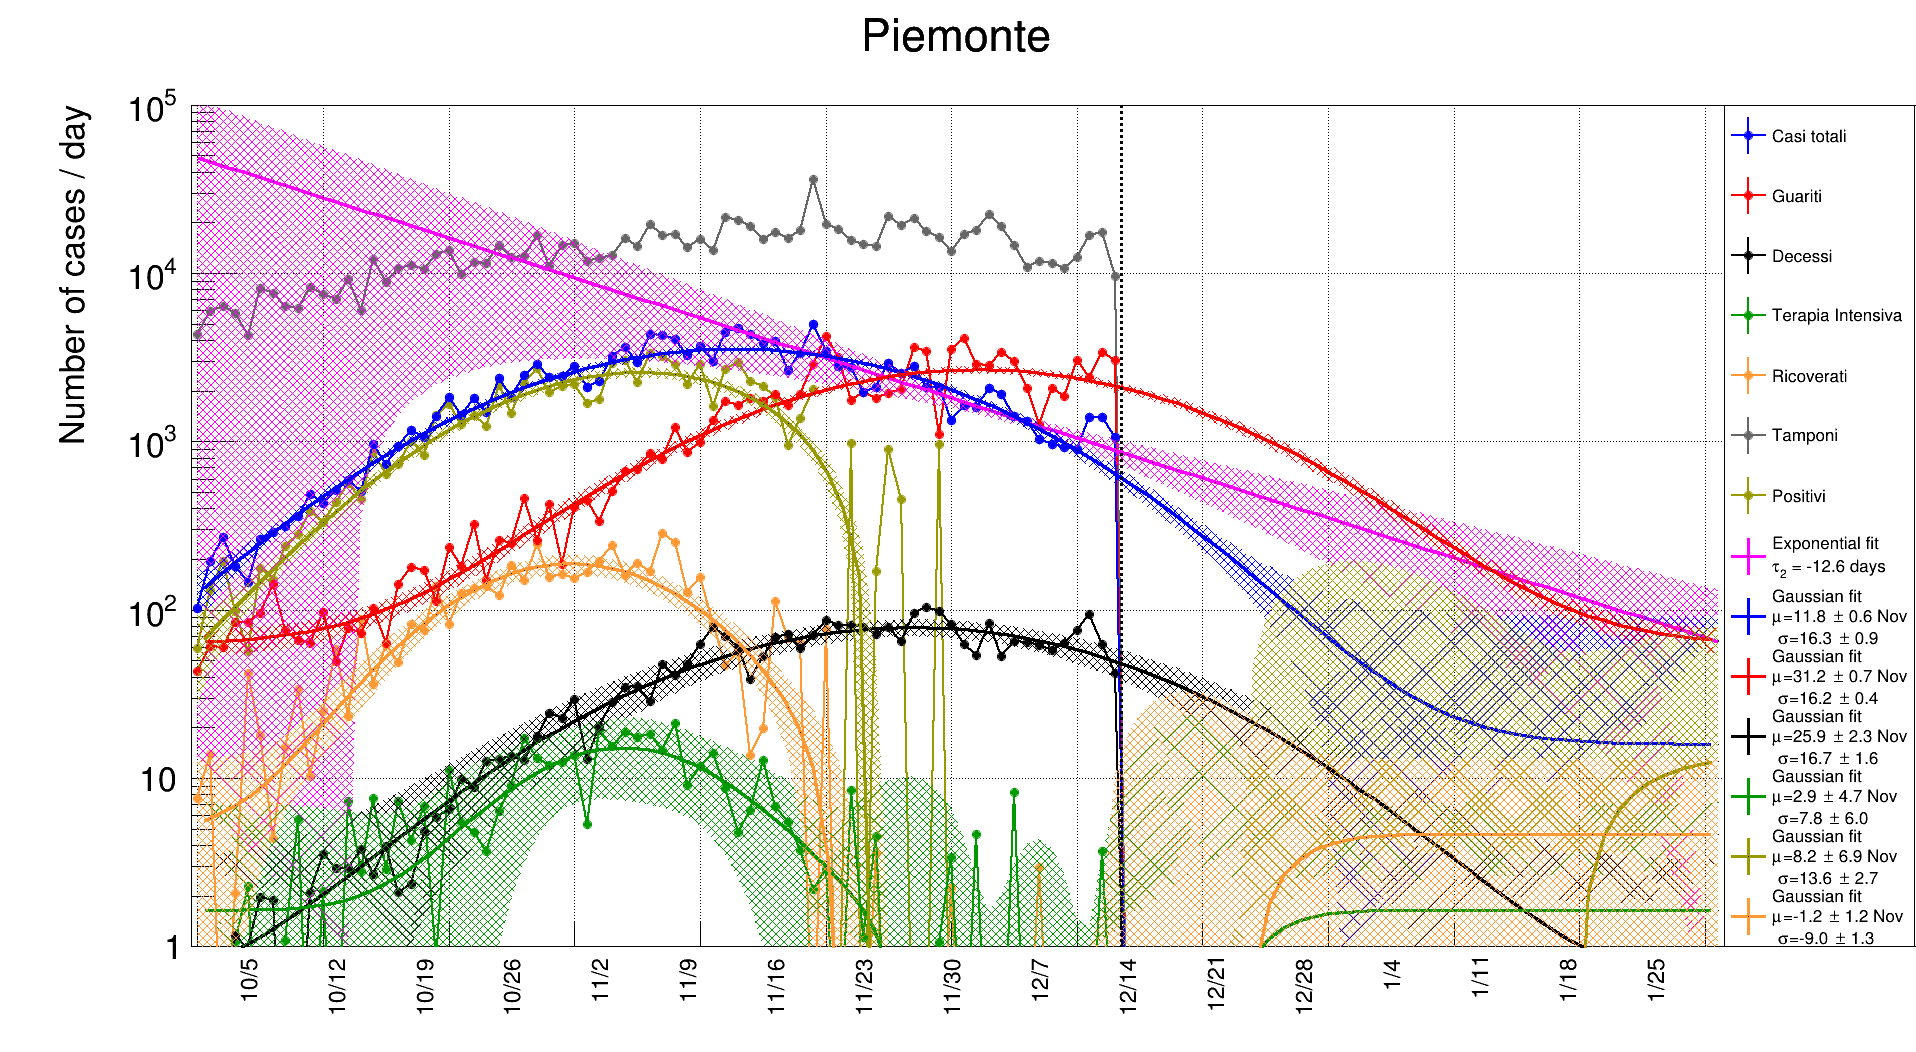 Piemonte
Number of cases / day
10^5
10^4
10^3
10^2
10
1
10/5
10/12
10/19
10/26
11/2
11/9
11/16
11/23
11/30
12/7
12/14
12/21
12/28
1/4
1/11
1/18
1/25
Casi totali
Guariti
Decessi
Terapia Intensiva
Ricoverati
Tamponi
Positivi
Exponential fit
τ_2 = -12.6 days
Gaussian fit
μ=11.8 ± 0.6 Nov
σ=16.3 ± 0.9
Gaussian fit
μ=31.2 ± 0.7 Nov
σ=16.2 ± 0.4
Gaussian fit
μ=25.9 ± 2.3 Nov
σ=16.7 ± 1.6
Gaussian fit
μ=2.9 ± 4.7 Nov
σ=7.8 ± 6.0
Gaussian fit
μ=8.2 ± 6.9 Nov
σ=13.6 ± 2.7
Gaussian fit
μ=-1.2 ± 1.2 Nov
σ=-9.0 ± 1.3